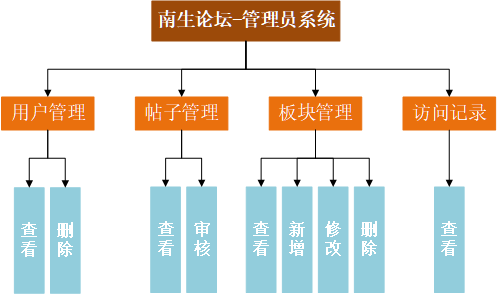 南生论坛-管理员系统
用户管理
帖子管理
板块管理
访问记录
查看
删除
查看
审核
查看
新增
修改
删除
查看